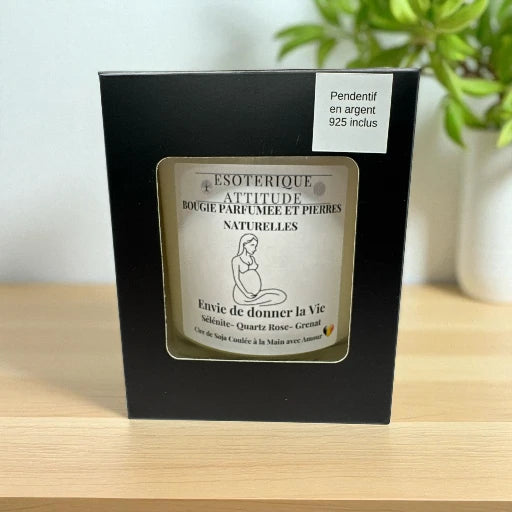 Pendentif
en argent
925 inclus
ESOTERIQUE
ATTITUDE
BOUGIE PARFUMEE ET PIERRES
NATURELLES
Envie de donner la Vie
Sélénite- Quartz Rose- Grenat
Cire de Soja Coulée à la Main avec Amour